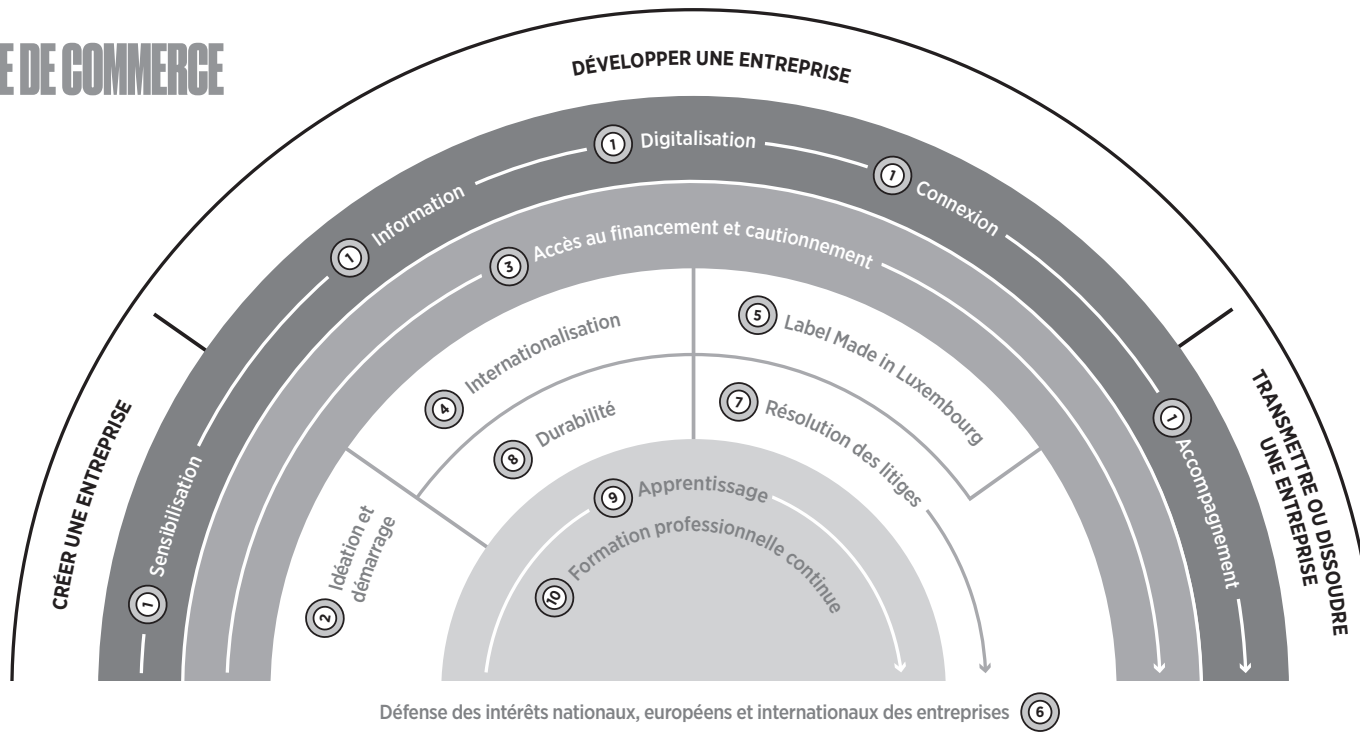 E DE COMMERCE
DÉVELOPPER UNE ENTREPRISE
CRÉER UNE ENTREPRISE
TRANSMETTRE OU DISSOUDRE
UNE ENTREPRISE
1 Sensibilisation
1 Information
1 Digitalisation
1 Connexion
1 Accompagnement
3 Accès au financement et cautionnement
4 Internationalisation
5 Label Made in Luxembourg
8 Durabilité
7 Résolution des litiges
2 Idéation et
démarrage
9 Apprentissage
10 Formation professionnelle continue
Défense des intérêts nationaux, européens et internationaux des entreprises 6